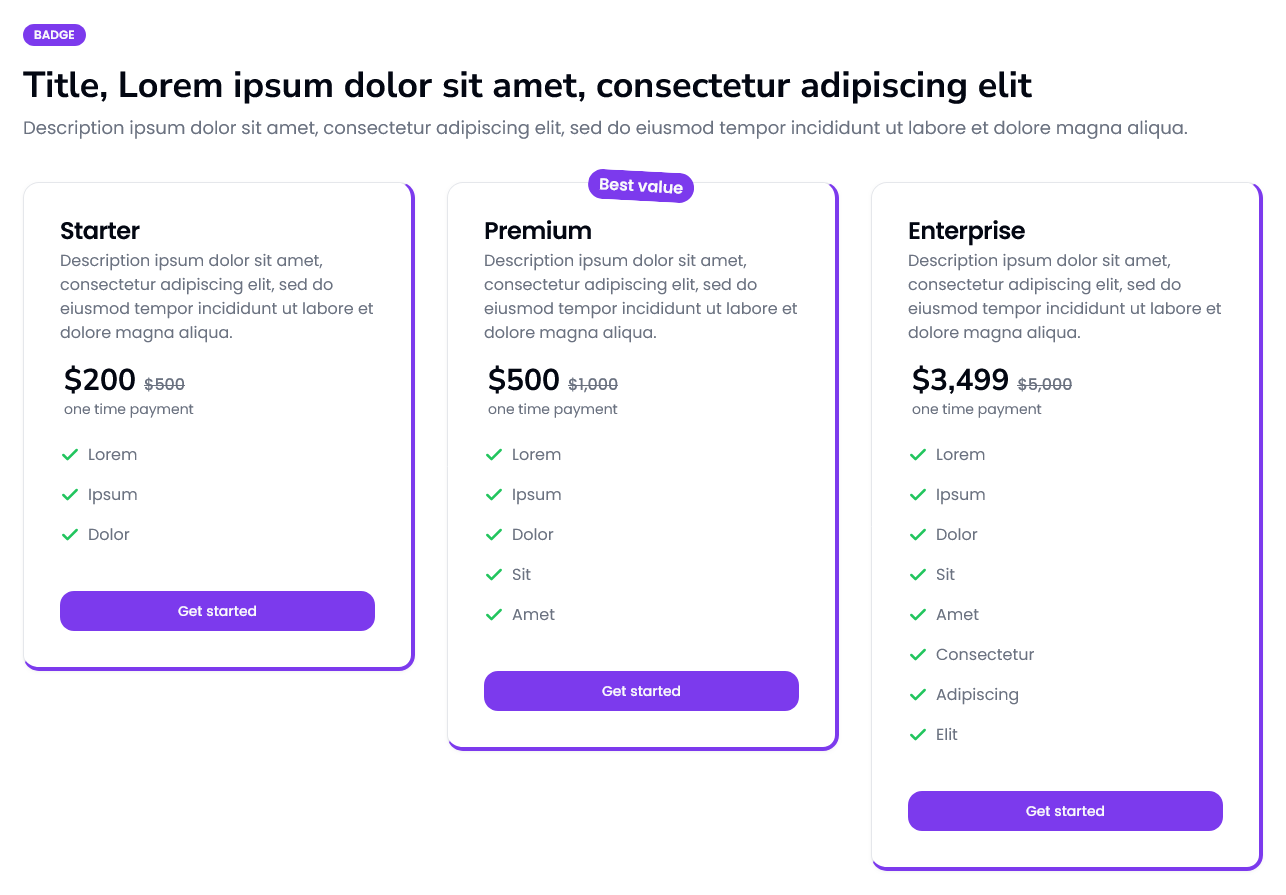 BADGE
Title, Lorem ipsum dolor sit amet, consectetur adipiscing elit
Description ipsum dolor sit amet, consectetur adipiscing elit, sed do eiusmod tempor incididunt ut labore et dolore magna aliqua.
Starter
Description ipsum dolor sit amet,
consectetur adipiscing elit, sed do
eiusmod tempor incididunt ut labore et
dolore magna aliqua.
$200 $500
one time payment
Lorem
Ipsum
Dolor
Get started
Best value
Premium
Description ipsum dolor sit amet,
consectetur adipiscing elit, sed do
eiusmod tempor incididunt ut labore et
dolore magna aliqua.
$500 $1,000
one time payment
Lorem
Ipsum
Dolor
Sit
Amet
Get started
Enterprise
Description ipsum dolor sit amet,
consectetur adipiscing elit, sed do
eiusmod tempor incididunt ut labore et
dolore magna aliqua.
$3,499 $5,000
one time payment
Lorem
Ipsum
Dolor
Sit
Amet
Consectetur
Adipiscing
Elit
Get started